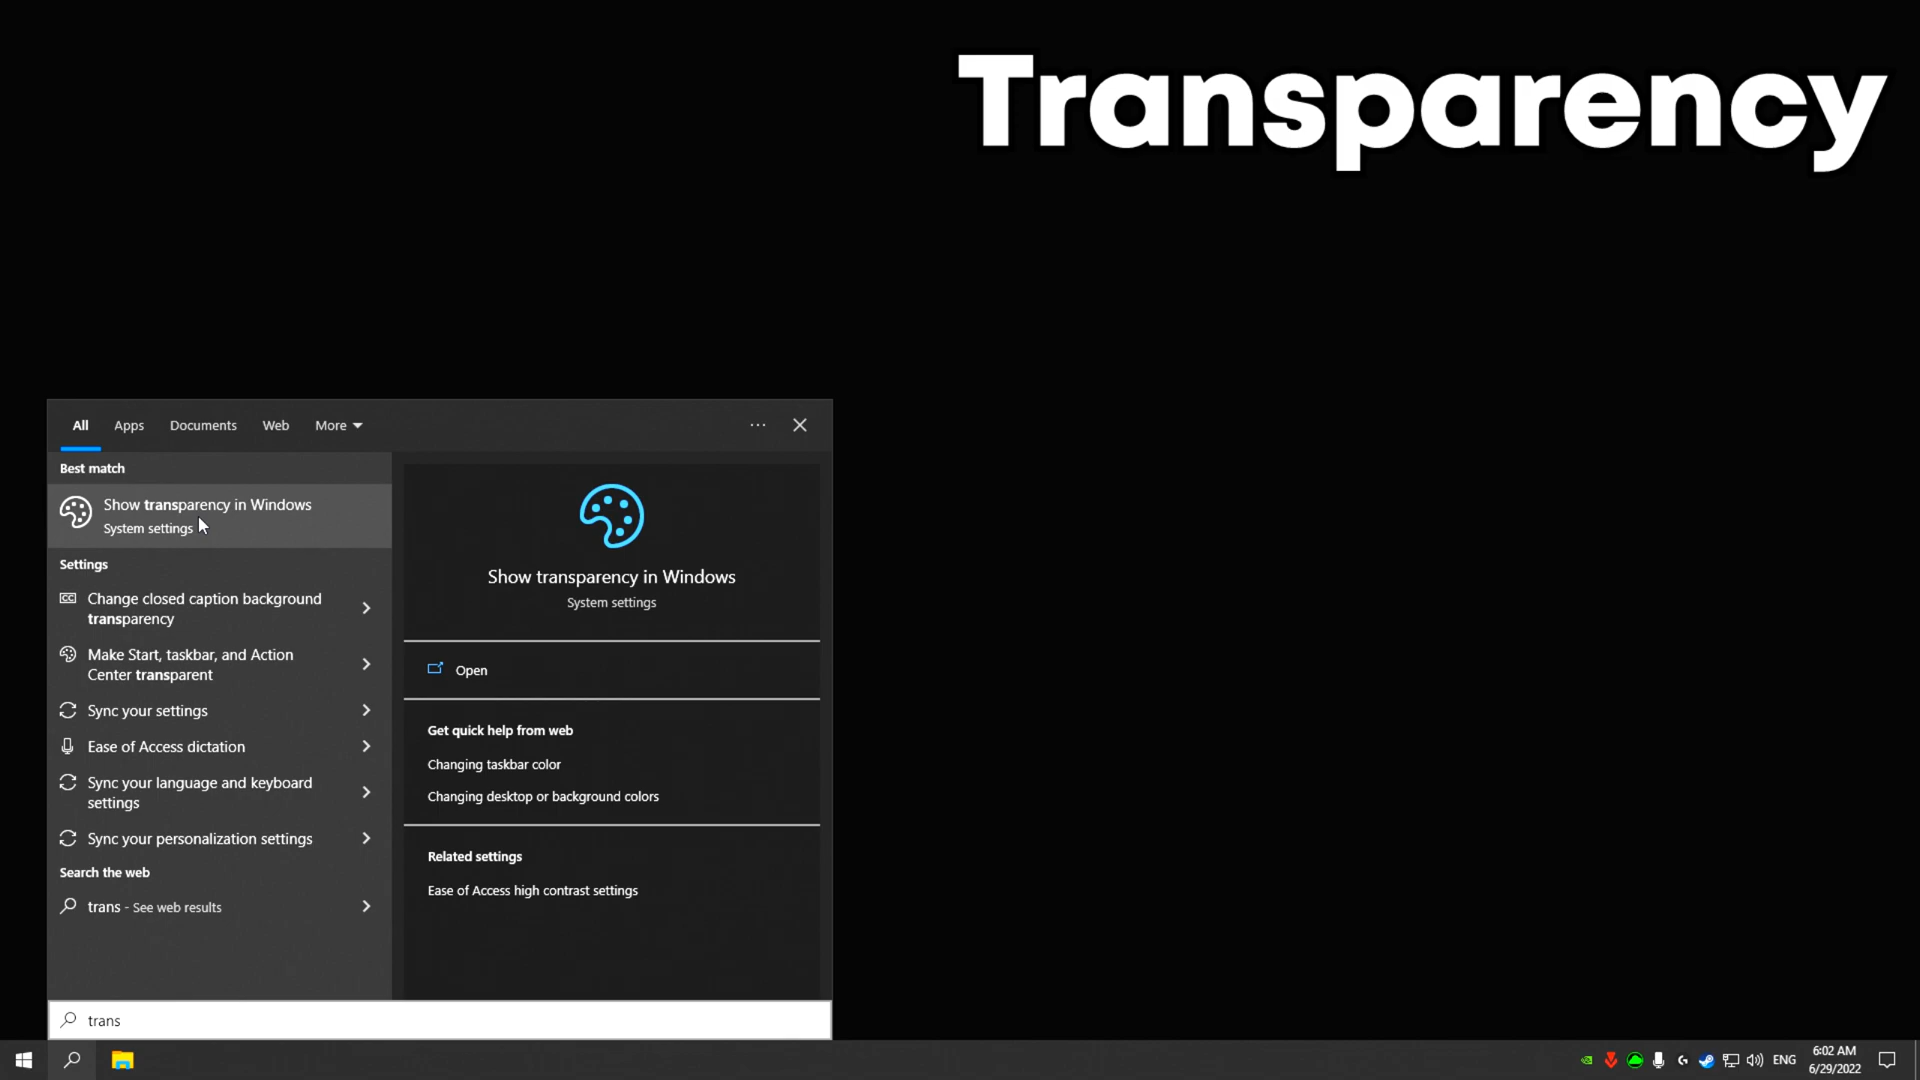 Transparency
All Apps Documents Web More
Best match
Show transparency in Windows
System settings
Settings
Change closed caption background
transparency
Make Start, taskbar, and Action
Center transparent
Sync your settings
Ease of Access dictation
Sync your language and keyboard
settings
Sync your personalization settings
Search the web
trans - See web results
Show transparency in Windows
System settings
Open
Get quick help from web
Changing taskbar color
Changing desktop or background colors
Related settings
Ease of Access high contrast settings
trans
ENG
6:02 AM
6/29/2022